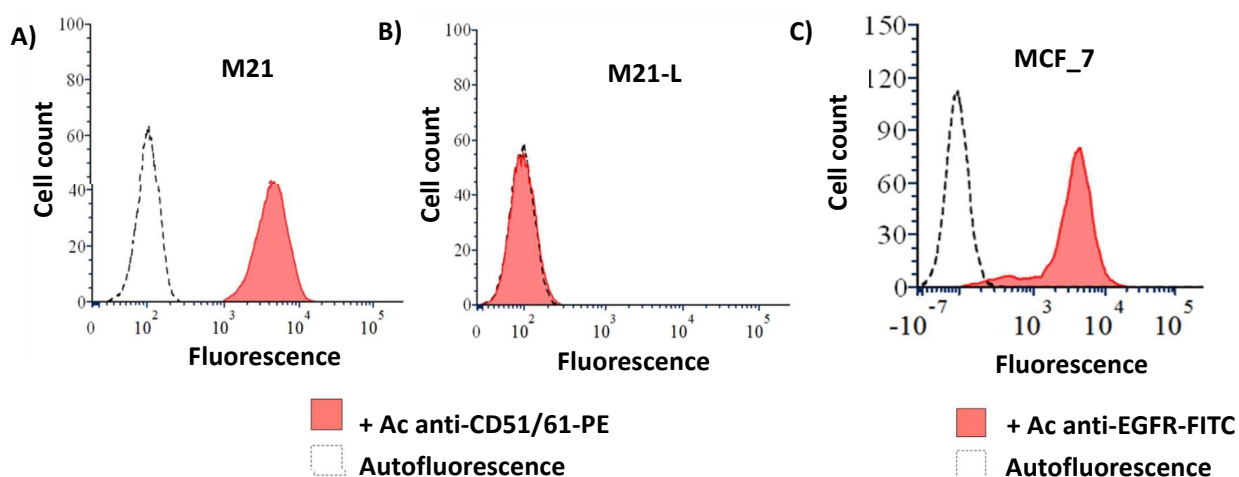 A)
M21
100
80
60
40
20
0
Cell count
0 10^2 10^3 10^4 10^5
Fluorescence
B)
M21-L
100
80
60
40
20
0
Cell count
0 10^2 10^3 10^4 10^5
Fluorescence
+ Ac anti-CD51/61-PE
Autofluorescence
C)
MCF_7
150
120
90
60
30
0
Cell count
-10 -7 10^3 10^4 10^5
Fluorescence
+ Ac anti-EGFR-FITC
Autofluorescence